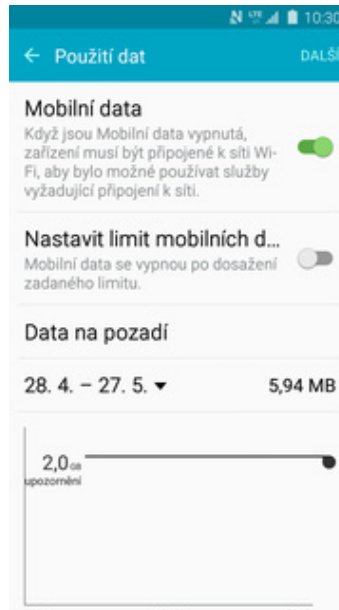 LTE 10:30
← Použití dat DALŠÍ
Mobilní data
Když jsou Mobilní data vypnutá,
zařízení musí být připojené k síti Wi-
Fi, aby bylo možné používat služby
vyžadující připojení k síti.
Nastavit limit mobilních d...
Mobilní data se vypnou po dosažení
zadaného limitu.
Data na pozadí
28. 4. – 27. 5. ▼ 5,94 MB
2,0 GB
upozornění